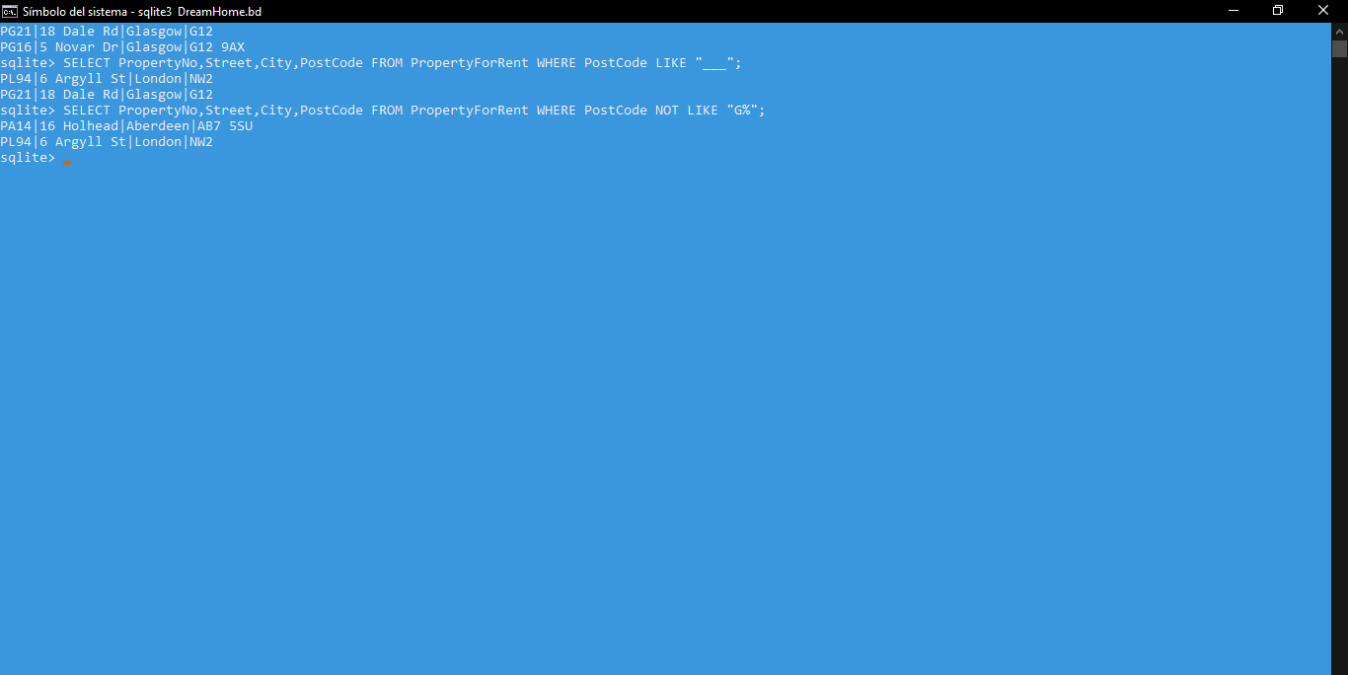 Símbolo del sistema - sqlite3 DreamHome.bd
PG21|18 Dale Rd|Glasgow|G12
PG16|5 Novar Dr|Glasgow|G12 9AX
sqlite> SELECT PropertyNo,Street,City,PostCode FROM PropertyForRent WHERE PostCode LIKE "___";
PL94|6 Argyll St|London|NW2
PG21|18 Dale Rd|Glasgow|G12
sqlite> SELECT PropertyNo,Street,City,PostCode FROM PropertyForRent WHERE PostCode NOT LIKE "G%";
PA14|16 Holhead|Aberdeen|AB7 5SU
PL94|6 Argyll St|London|NW2
sqlite>